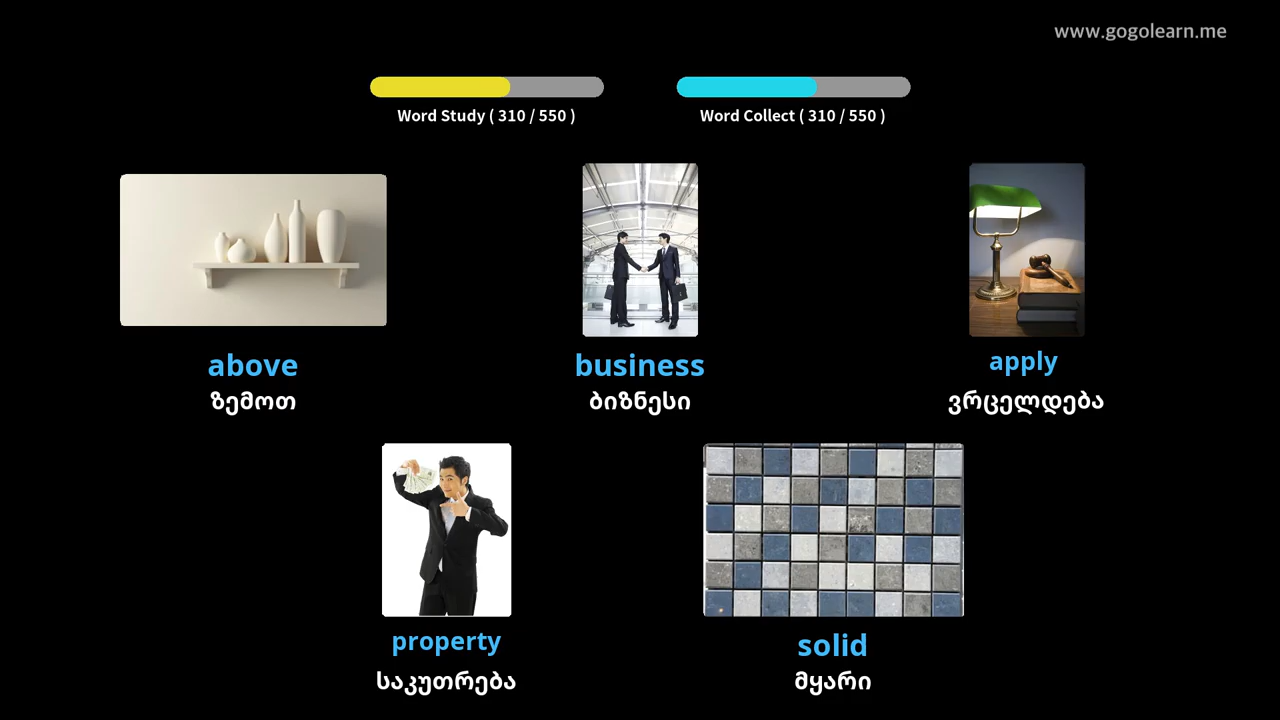 www.gogolearn.me
Word Study ( 310 / 550 )
Word Collect ( 310 / 550 )
above
ზემოთ
business
ბიზნესი
apply
ვრცელდება
property
საკუთრება
solid
მყარი